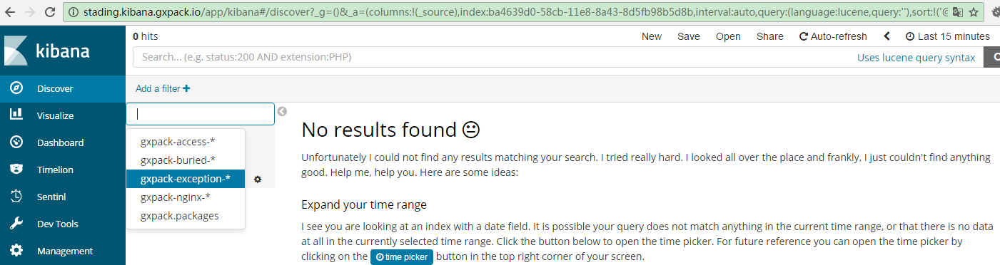 stading.kibana.gxpack.io/app/kibana#/discover?_g=()&_a=(columns:!(_source),index:ba4639d0-58cb-11e8-8a43-8d5fb98b5d8b,interval:auto,query:(language:lucene,query:''),sort:!('@
kibana
0 hits
New Save Open Share Auto-refresh Last 15 minutes
Search... (e.g. status:200 AND extension:PHP)
Uses lucene query syntax
Discover
Visualize
Dashboard
Timelion
Sentinl
Dev Tools
Management
Add a filter +
gxpack-access-*
gxpack-buried-*
gxpack-exception-*
gxpack-nginx-*
gxpack.packages
No results found
Unfortunately I could not find any results matching your search. I tried really hard. I looked all over the place and frankly, I just couldn't find anything
good. Help me, help you. Here are some ideas:
Expand your time range
I see you are looking at an index with a date field. It is possible your query does not match anything in the current time range, or that there is no data
at all in the currently selected time range. Click the button below to open the time picker. For future reference you can open the time picker by
clicking on the time picker button in the top right corner of your screen.